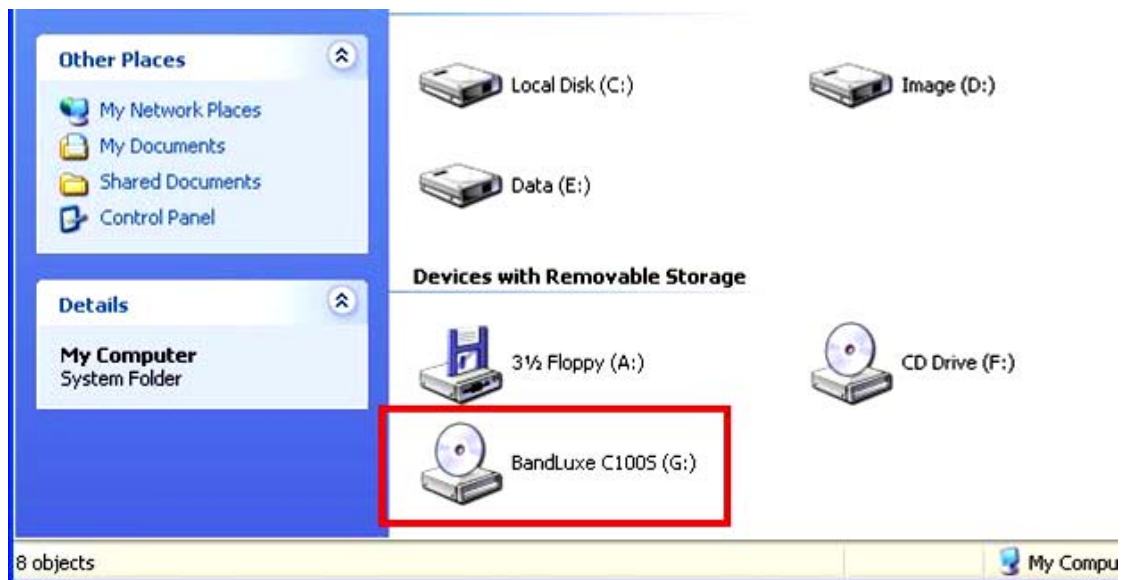 Other Places
My Network Places
My Documents
Shared Documents
Control Panel
Details
My Computer
System Folder
Local Disk (C:)
Image (D:)
Data (E:)
Devices with Removable Storage
3½ Floppy (A:)
CD Drive (F:)
BandLuxe C100S (G:)
8 objects
My Compu